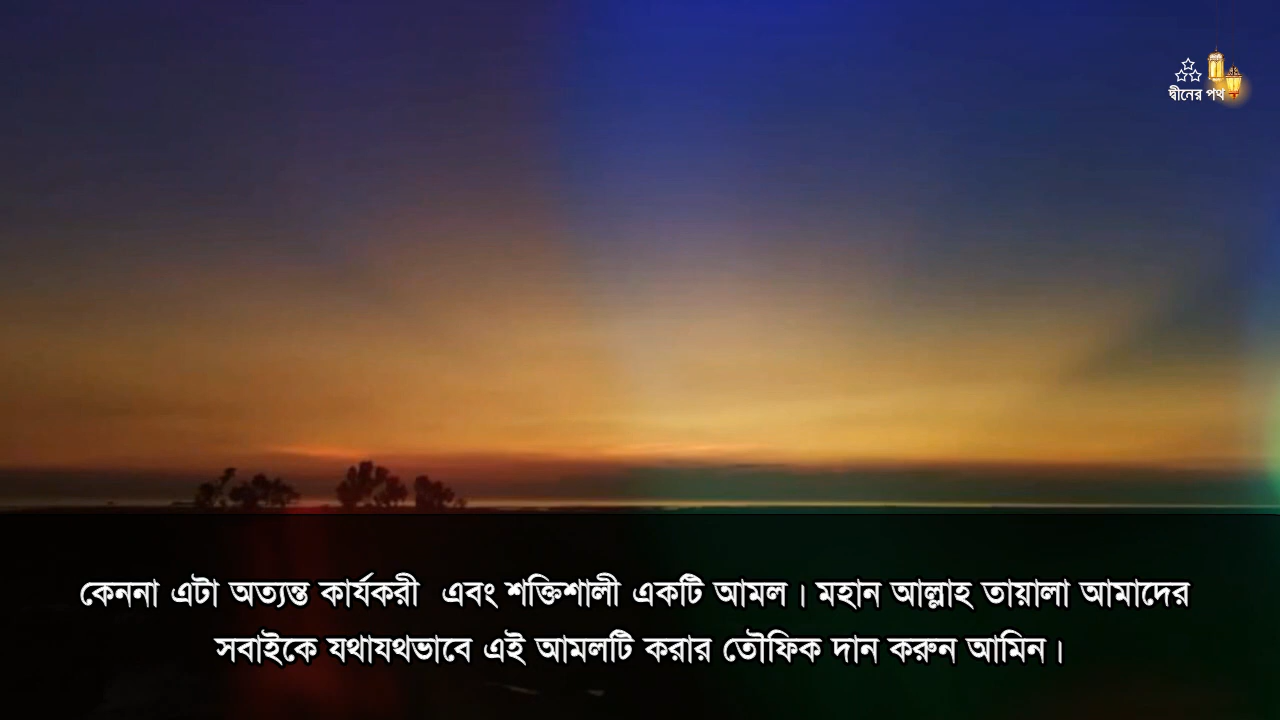 দ্বীনের পথ
কেননা এটা অত্যন্ত কার্যকরী এবং শক্তিশালী একটি আমল। মহান আল্লাহ তায়ালা আমাদের
সবাইকে যথাযথভাবে এই আমলটি করার তৌফিক দান করুন আমিন।